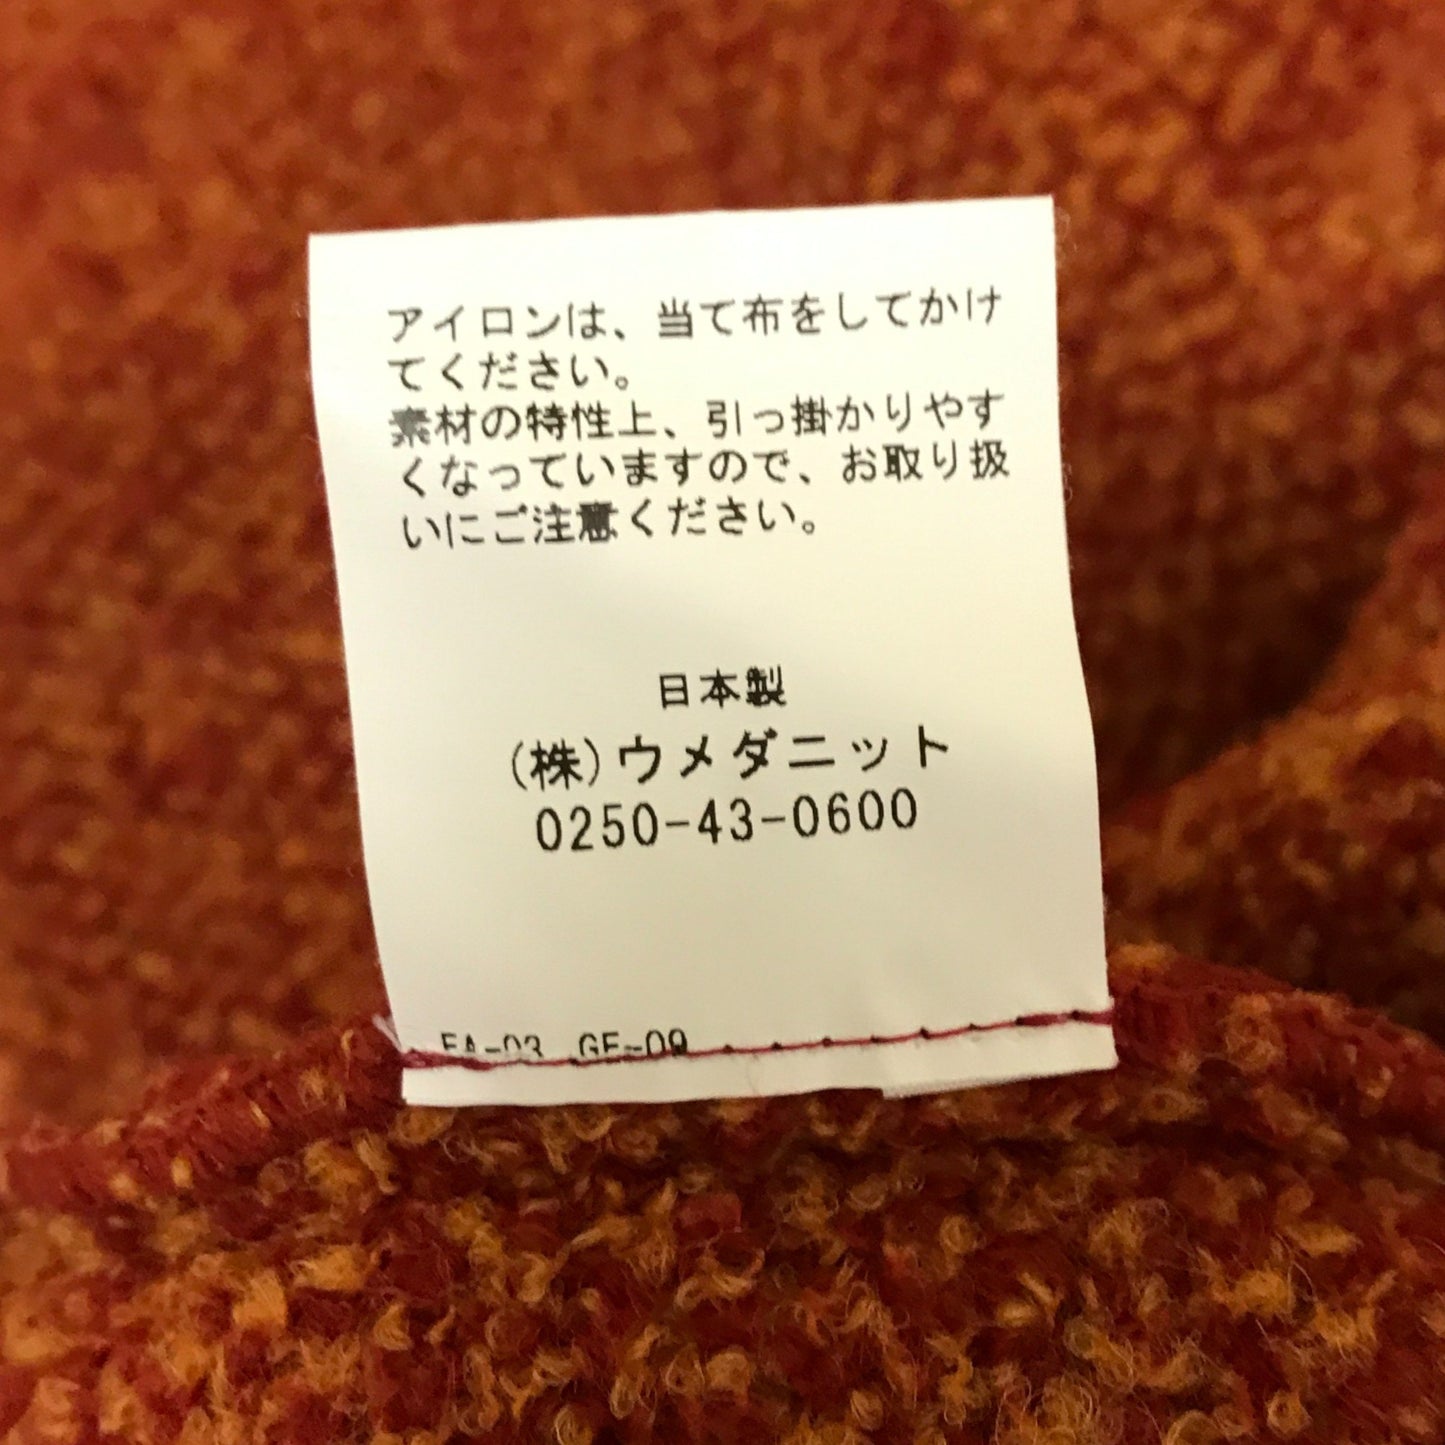 アイロンは、当て布をしてかけ
てください。
素材の特性上、引っ掛かりやす
くなっていますので、お取り扱
いにご注意ください。
日本製
(株)ウメダニット
0250-43-0600